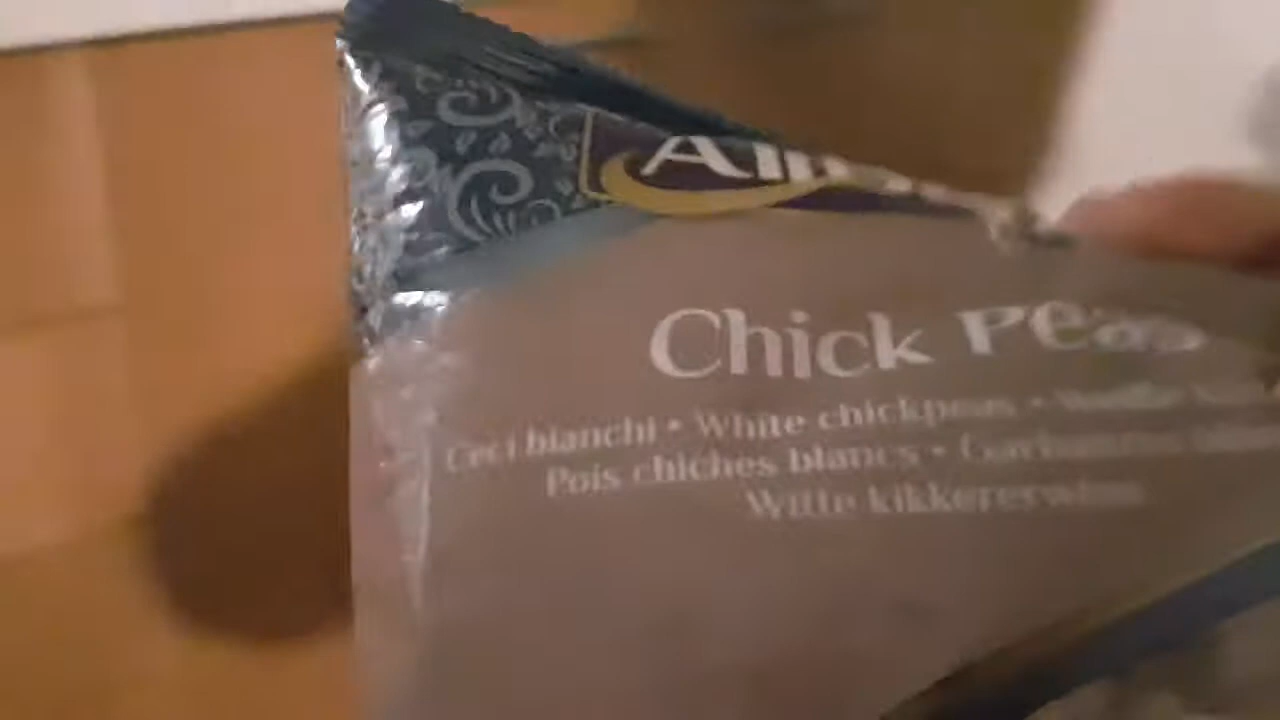 Chick Peas
Ceci bianchi • White chickpeas •
Pois chiches blancs •
Witte kikkererwten